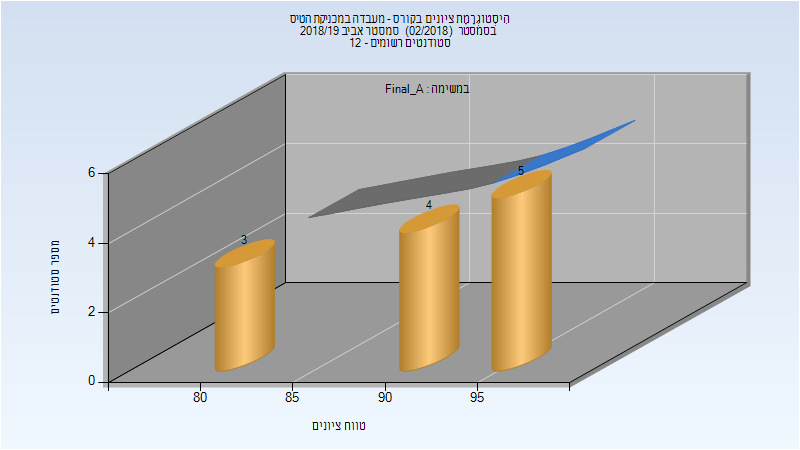 היסטוגרמת ציונים בקורס - מעבדה במכניקת הטיס
בסמסטר (02/2018) סמסטר אביב 2018/19
סטודנטים רשומים - 12
במשימה : Final_A
6
4
2
0
3
4
5
80
85
90
95
מספר סטודנטים
טווח ציונים